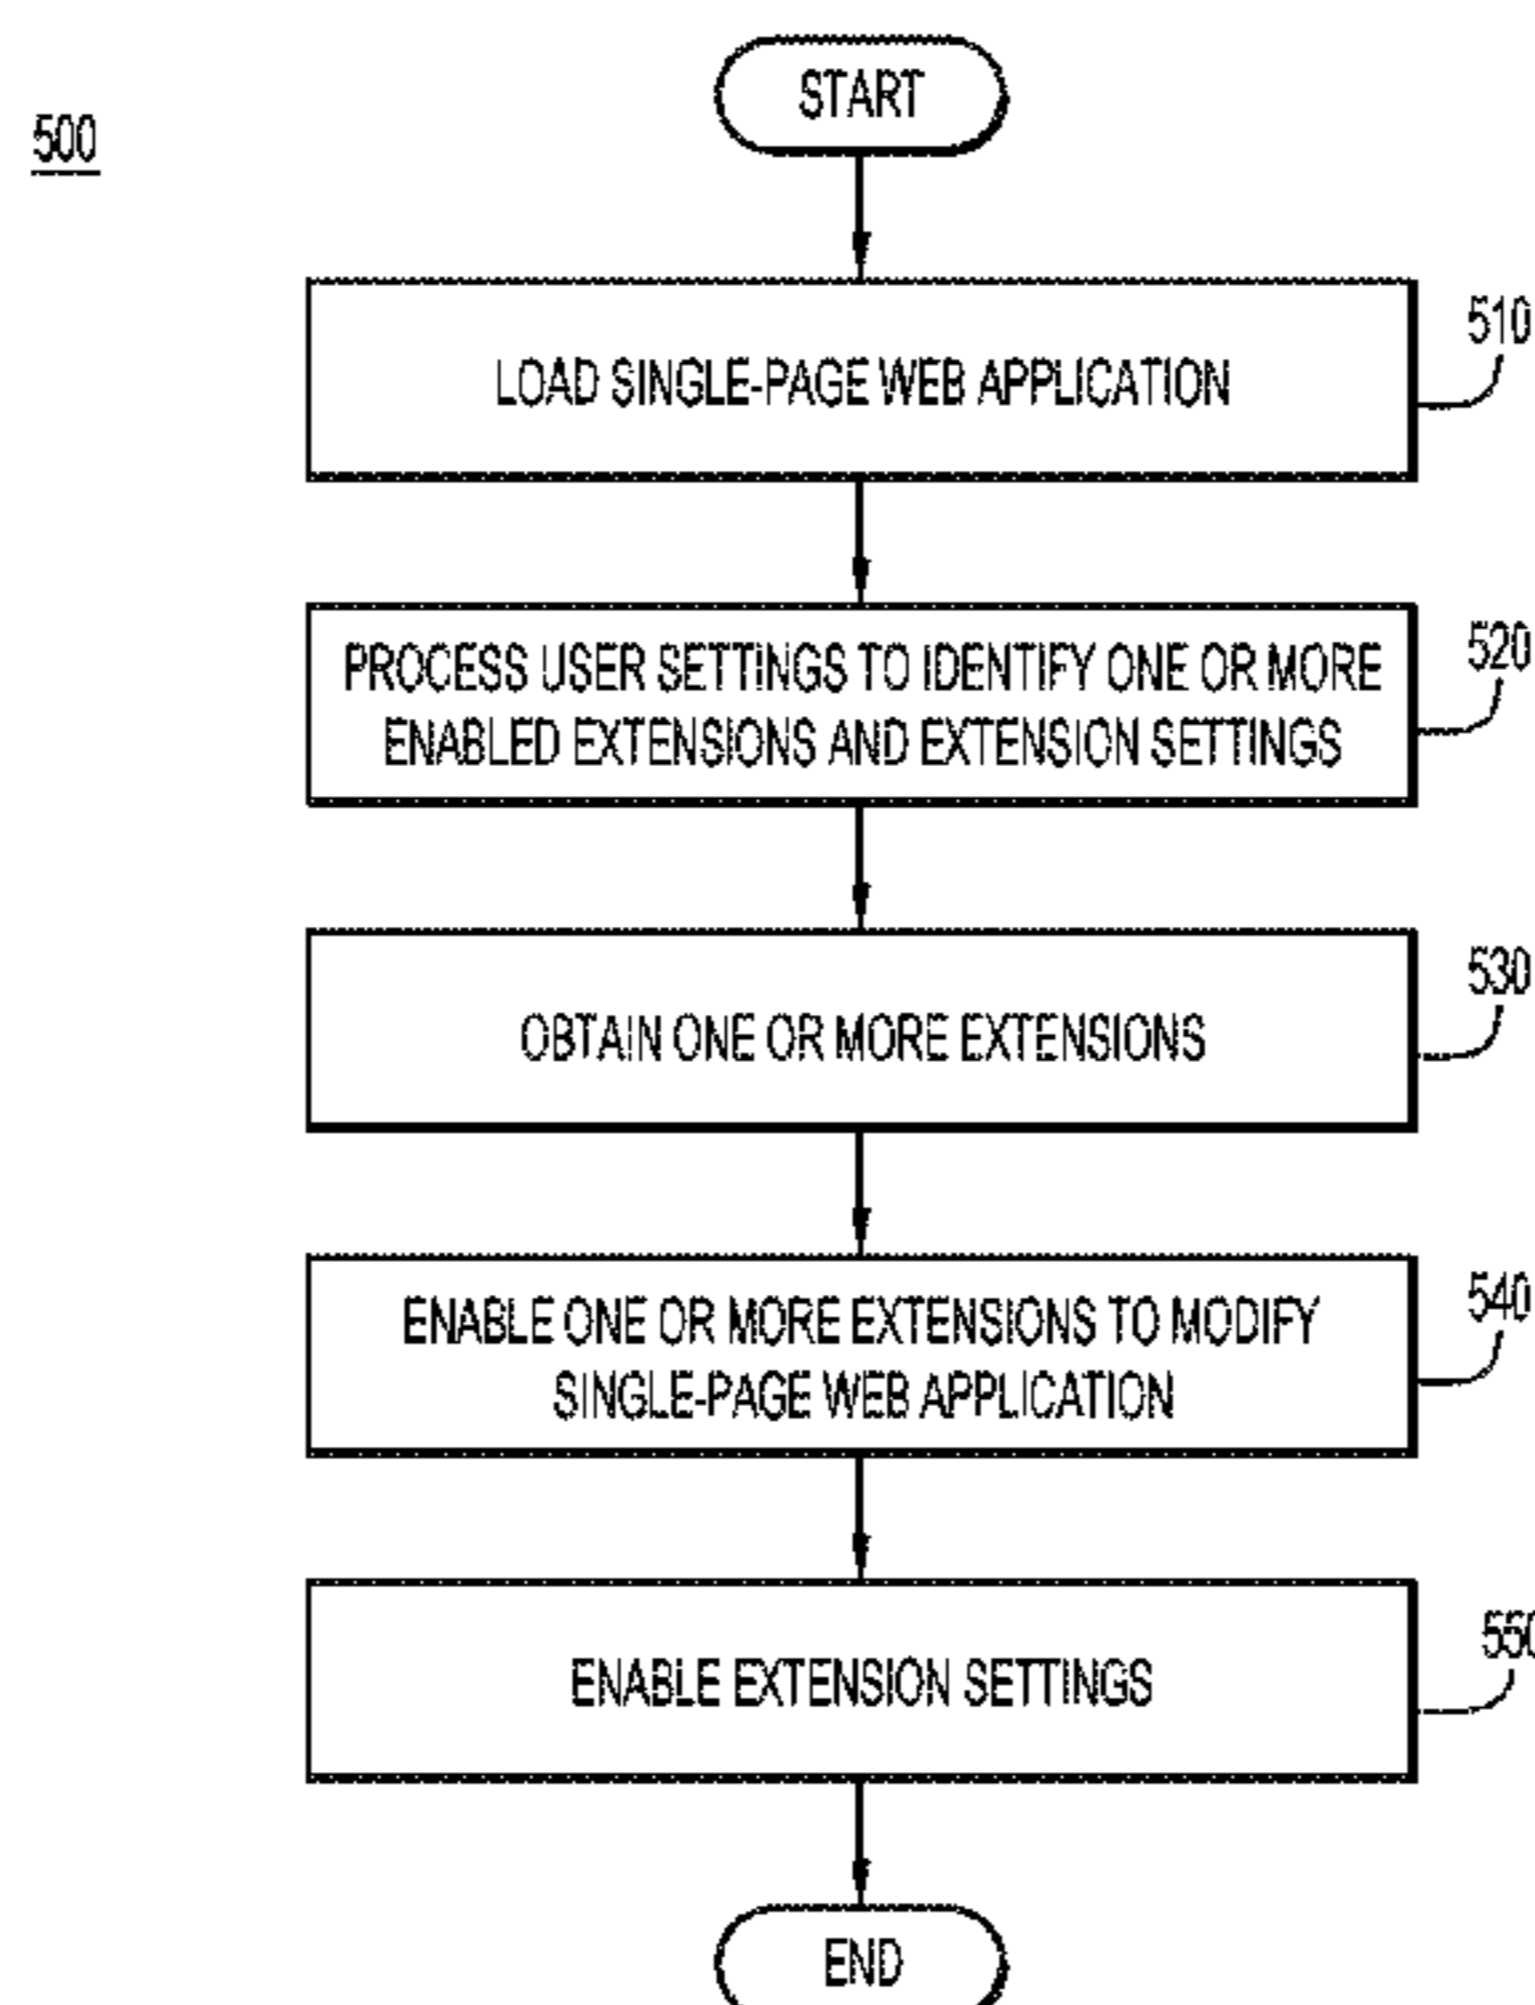 500
START
LOAD SINGLE-PAGE WEB APPLICATION
510
PROCESS USER SETTINGS TO IDENTIFY ONE OR MORE
ENABLED EXTENSIONS AND EXTENSION SETTINGS
520
OBTAIN ONE OR MORE EXTENSIONS
530
ENABLE ONE OR MORE EXTENSIONS TO MODIFY
SINGLE-PAGE WEB APPLICATION
540
ENABLE EXTENSION SETTINGS
550
END